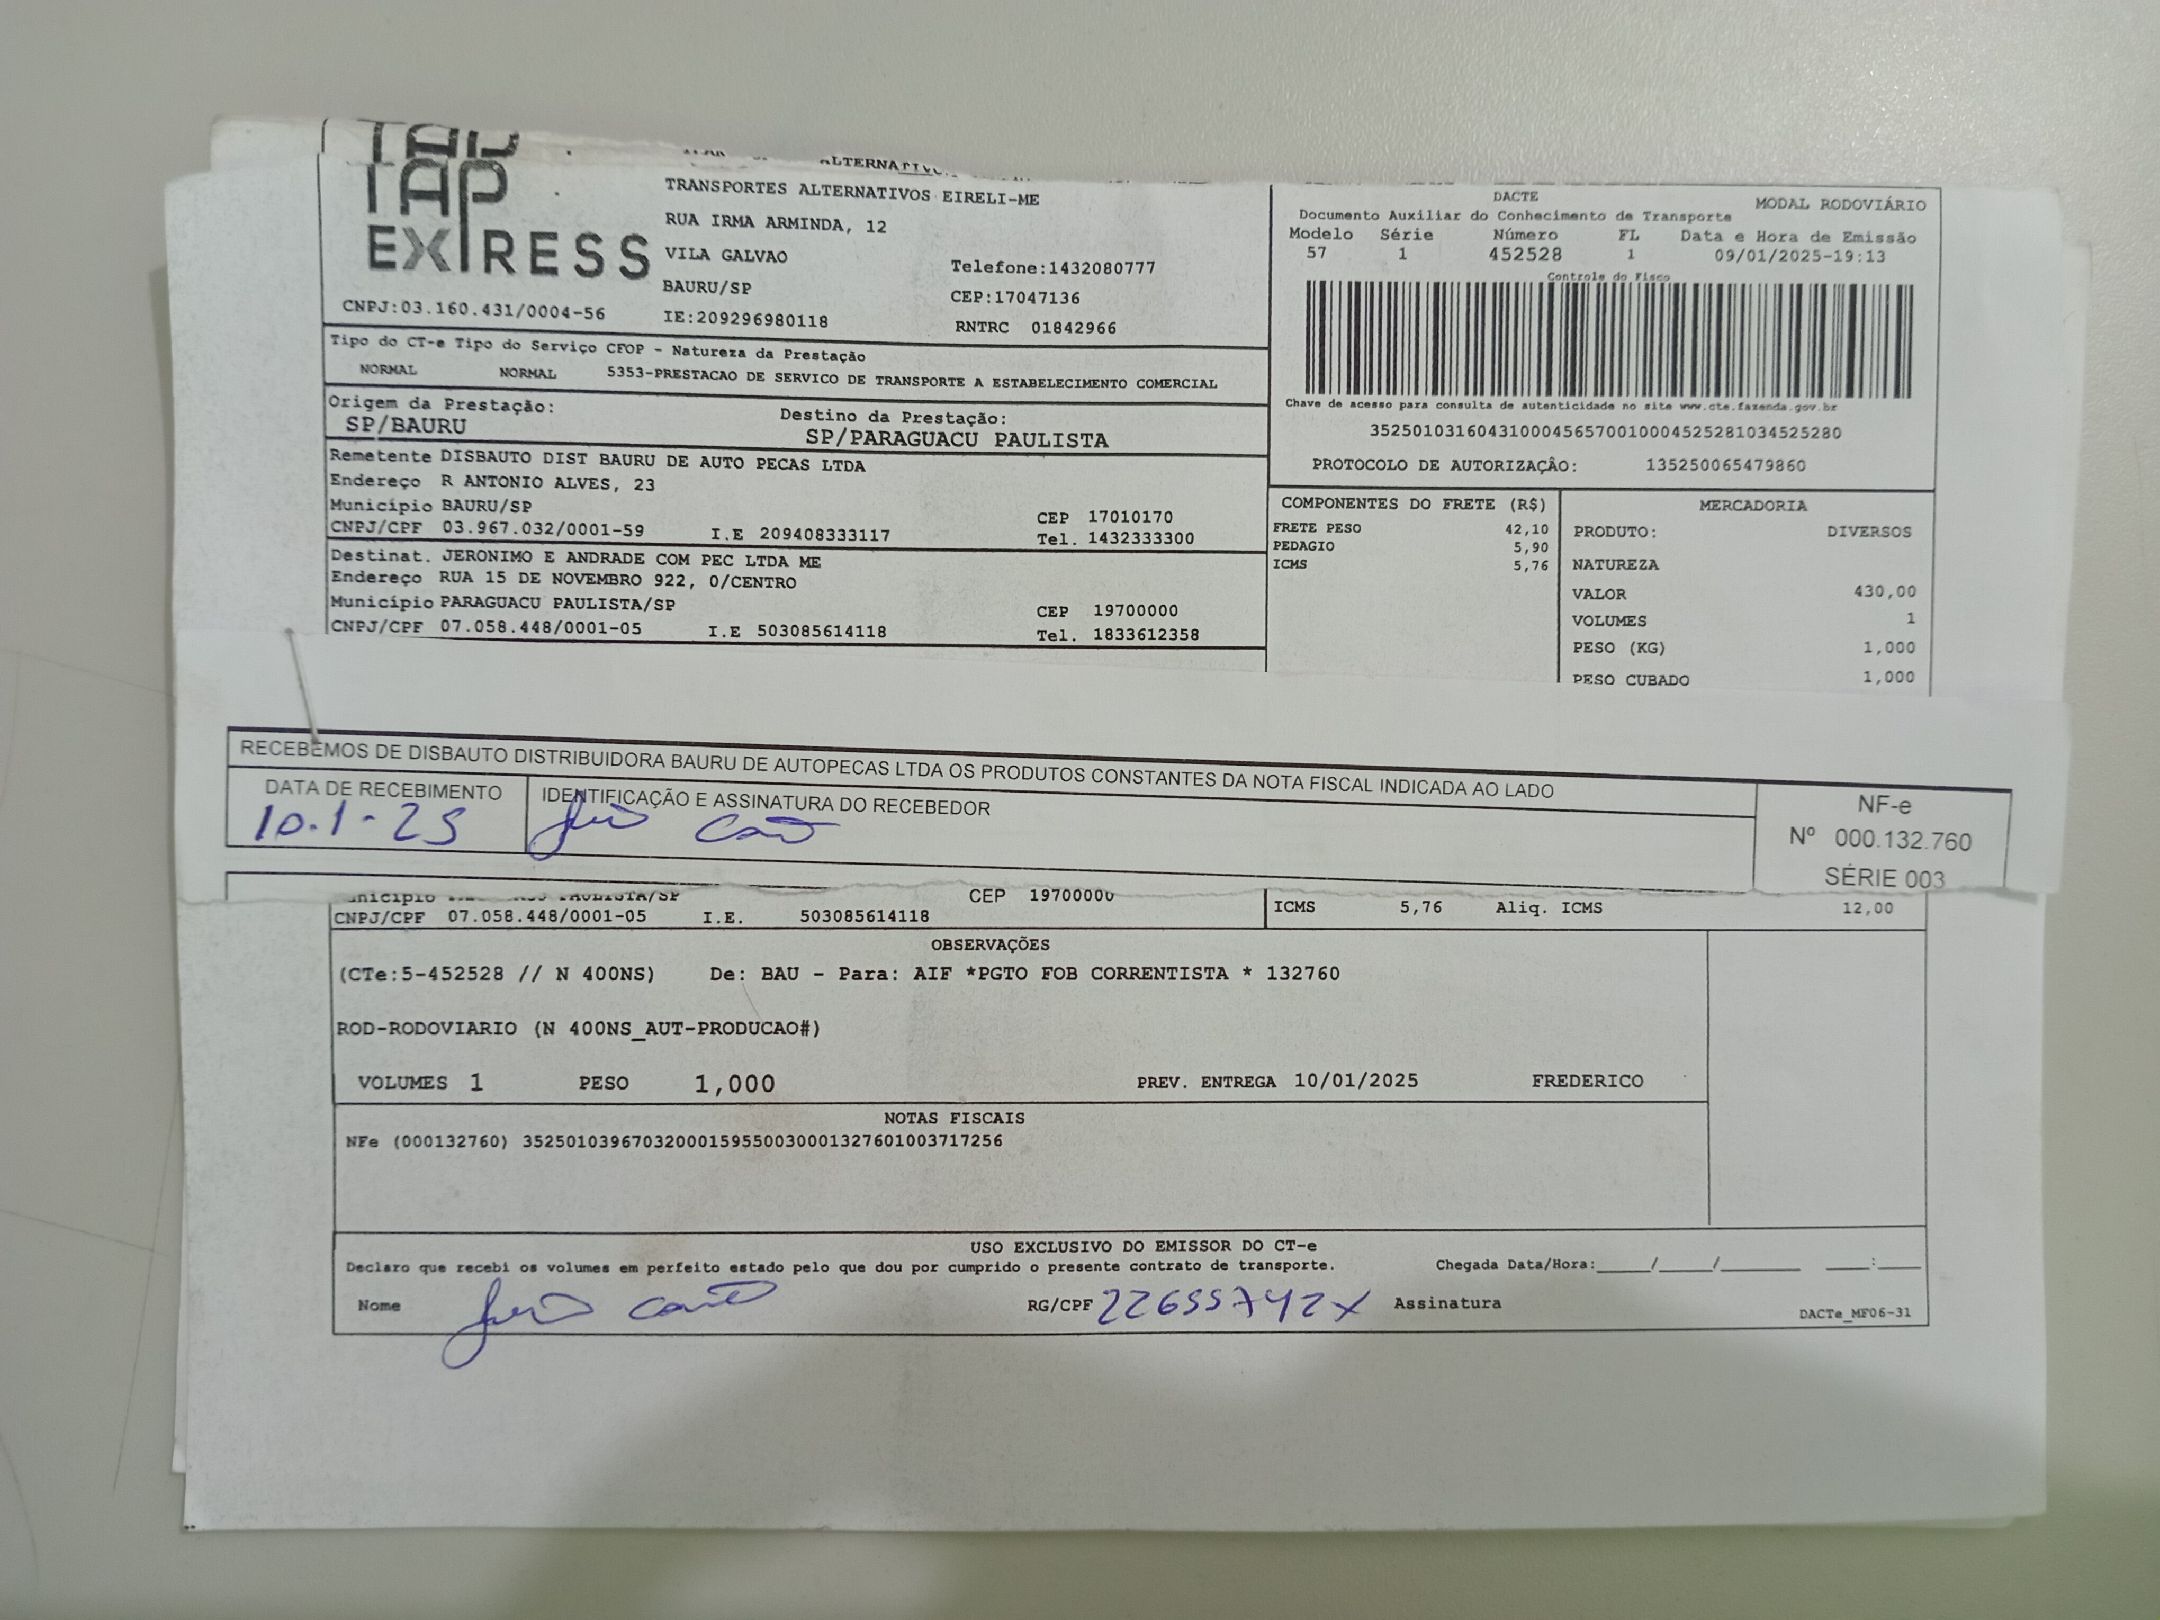 TAP
EXPRESS
CNPJ:03.160.431/0004-56
TRANSPORTES ALTERNATIVOS EIRELI-ME
RUA IRMA ARMINDA, 12
VILA GALVAO
BAURU/SP
IE:209296980118
Telefone:1432080777
CEP:17047136
RNTRC 01842966
DACTE
MODAL RODOVIÁRIO
Documento Auxiliar do Conhecimento de Transporte
Modelo Série Número FL Data e Hora de Emissão
57 1 452528 1 09/01/2025-19:13
Controle do Fisco
Chave de acesso para consulta de autenticidade no site www.cte.fazenda.gov.br
35250103160431000456570010004525281034525280
PROTOCOLO DE AUTORIZAÇÂO: 135250065479860
Tipo do CT-e Tipo do Serviço CFOP - Natureza da Prestação
NORMAL NORMAL 5353-PRESTACAO DE SERVICO DE TRANSPORTE A ESTABELECIMENTO COMERCIAL
Origem da Prestação: Destino da Prestação:
SP/BAURU SP/PARAGUACU PAULISTA
Remetente DISBAUTO DIST BAURU DE AUTO PECAS LTDA
Endereço R ANTONIO ALVES, 23
Município BAURU/SP CEP 17010170
CNPJ/CPF 03.967.032/0001-59 I.E 209408333117 Tel. 1432333300
Destinat. JERONIMO E ANDRADE COM PEC LTDA ME
Endereço RUA 15 DE NOVEMBRO 922, 0/CENTRO
Município PARAGUACU PAULISTA/SP CEP 19700000
CNPJ/CPF 07.058.448/0001-05 I.E 503085614118 Tel. 1833612358
COMPONENTES DO FRETE (R$)
FRETE PESO 42,10
PEDAGIO 5,90
ICMS 5,76
MERCADORIA
PRODUTO: DIVERSOS
NATUREZA
VALOR 430,00
VOLUMES 1
PESO (KG) 1,000
PESO CUBADO 1,000
RECEBEMOS DE DISBAUTO DISTRIBUIDORA BAURU DE AUTOPECAS LTDA OS PRODUTOS CONSTANTES DA NOTA FISCAL INDICADA AO LADO
DATA DE RECEBIMENTO IDENTIFICAÇÃO E ASSINATURA DO RECEBEDOR
10.1-25
NF-e
Nº 000.132.760
SÉRIE 003
CEP 19700000
CNPJ/CPF 07.058.448/0001-05 I.E. 503085614118
ICMS 5,76 Aliq. ICMS 12,00
OBSERVAÇÕES
(CTe:5-452528 // N 400NS) De: BAU - Para: AIF *PGTO FOB CORRENTISTA * 132760
ROD-RODOVIARIO (N 400NS_AUT-PRODUCAO#)
VOLUMES 1 PESO 1,000 PREV. ENTREGA 10/01/2025 FREDERICO
NOTAS FISCAIS
NFe (000132760) 35250103967032000159550030001327601003717256
USO EXCLUSIVO DO EMISSOR DO CT-e
Declaro que recebi os volumes em perfeito estado pelo que dou por cumprido o presente contrato de transporte. Chegada Data/Hora:_____/_____/________ ____:____
Nome RG/CPF 22655742X Assinatura
DACTe_MF06-31